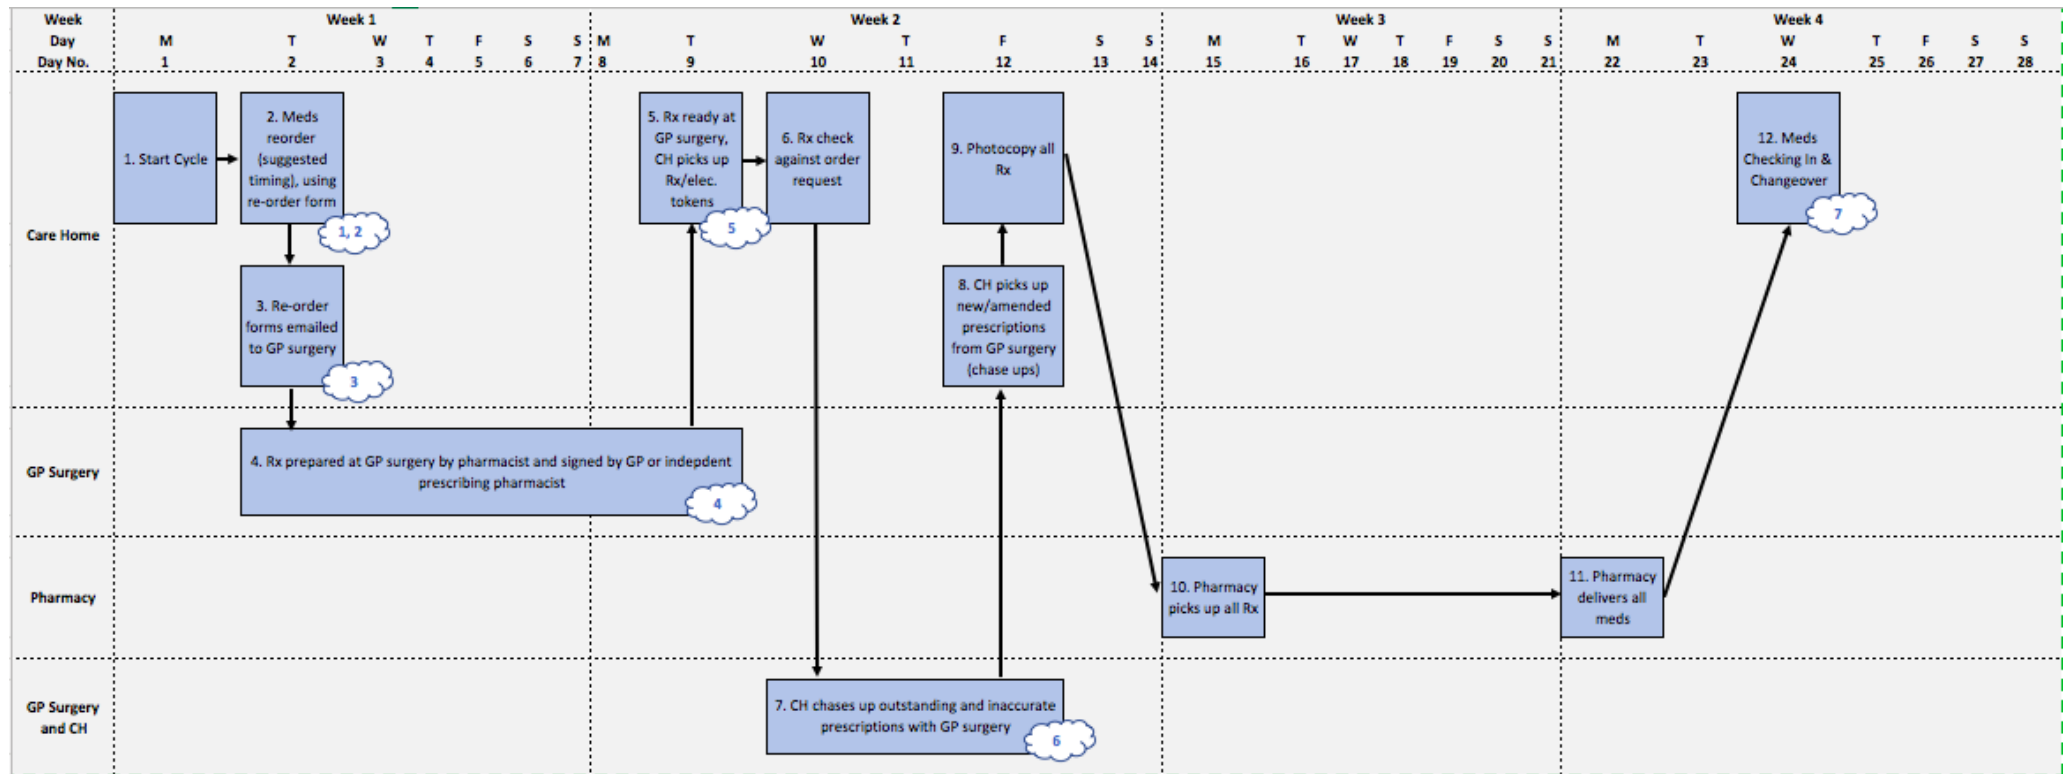 Week Week 1 Week 2 Week 3 Week 4
Day M T W T F S S M T W T F S S M T W T F S S M T W T F S S
Day No. 1 2 3 4 5 6 7 8 9 10 11 12 13 14 15 16 17 18 19 20 21 22 23 24 25 26 27 28
Care Home
1. Start Cycle
2. Meds
reorder
(suggested
timing), using
re-order form
1, 2
3. Re-order
forms emailed
to GP surgery
3
5. Rx ready at
GP surgery,
CH picks up
Rx/elec.
tokens
5
6. Rx check
against order
request
9. Photocopy all
Rx
8. CH picks up
new/amended
prescriptions
from GP surgery
(chase ups)
12. Meds
Checking In &
Changeover
7
GP Surgery
4. Rx prepared at GP surgery by pharmacist and signed by GP or indepdent
prescribing pharmacist
4
Pharmacy
10. Pharmacy
picks up all Rx
11. Pharmacy
delivers all
meds
GP Surgery
and CH
7. CH chases up outstanding and inaccurate
prescriptions with GP surgery
6